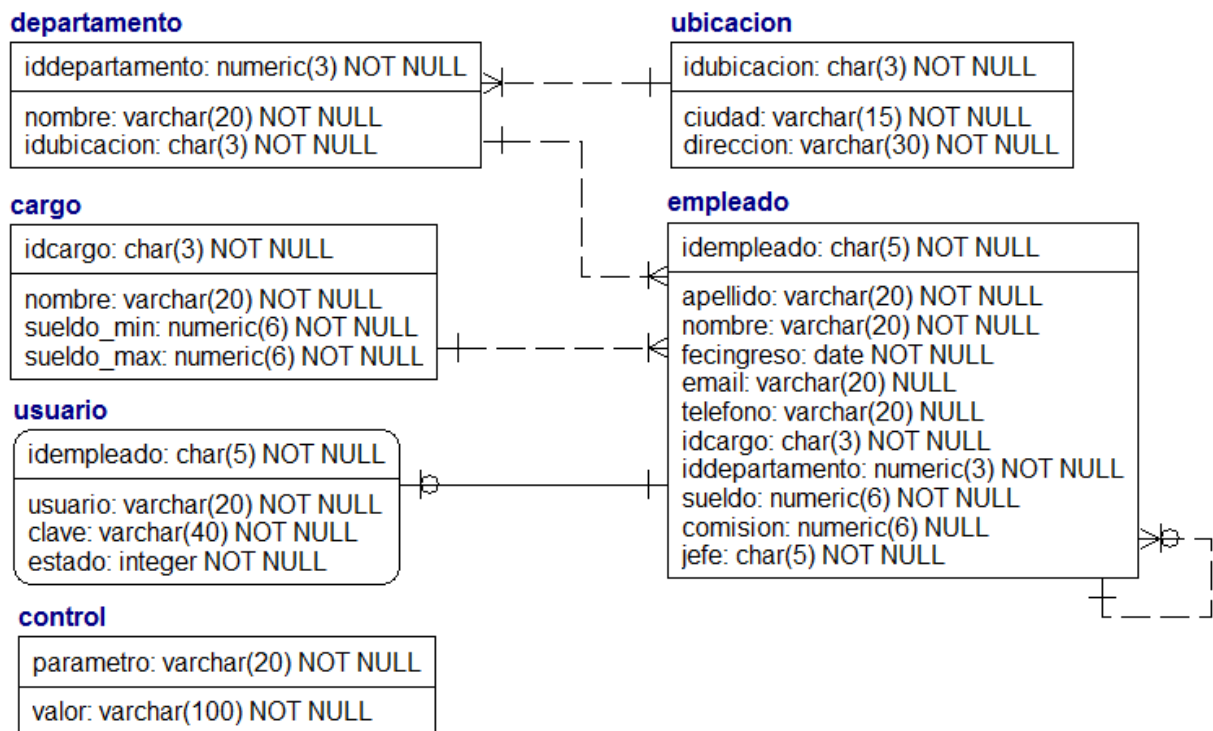 departamento
iddepartamento: numeric(3) NOT NULL
nombre: varchar(20) NOT NULL
idubicacion: char(3) NOT NULL
ubicacion
idubicacion: char(3) NOT NULL
ciudad: varchar(15) NOT NULL
direccion: varchar(30) NOT NULL
cargo
idcargo: char(3) NOT NULL
nombre: varchar(20) NOT NULL
sueldo_min: numeric(6) NOT NULL
sueldo_max: numeric(6) NOT NULL
empleado
idempleado: char(5) NOT NULL
apellido: varchar(20) NOT NULL
nombre: varchar(20) NOT NULL
fecingreso: date NOT NULL
email: varchar(20) NULL
telefono: varchar(20) NULL
idcargo: char(3) NOT NULL
iddepartamento: numeric(3) NOT NULL
sueldo: numeric(6) NOT NULL
comision: numeric(6) NULL
jefe: char(5) NOT NULL
usuario
idempleado: char(5) NOT NULL
usuario: varchar(20) NOT NULL
clave: varchar(40) NOT NULL
estado: integer NOT NULL
control
parametro: varchar(20) NOT NULL
valor: varchar(100) NOT NULL